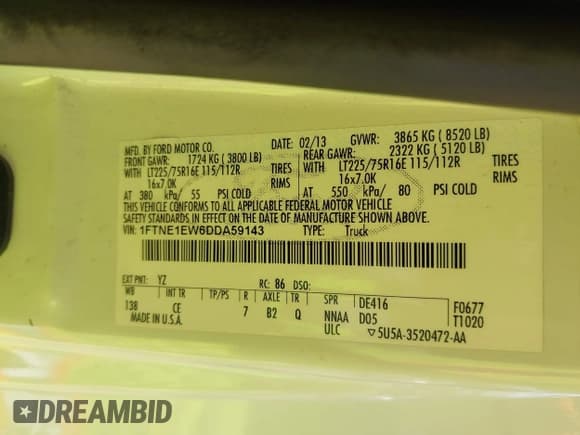 MFD. BY FORD MOTOR CO.
DATE: 02/13 GVWR: 3865 KG ( 8520 LB)
FRONT GAWR: 1724 KG ( 3800 LB) REAR GAWR: 2322 KG ( 5120 LB)
WITH LT225/75R16E 115/112R TIRES WITH LT225/75R16E 115/112R TIRES
16x7.0K RIMS 16x7.0K RIMS
AT 380 kPa/ 55 PSI COLD AT 550 kPa/ 80 PSI COLD
THIS VEHICLE CONFORMS TO ALL APPLICABLE FEDERAL MOTOR VEHICLE
SAFETY STANDARDS IN EFFECT ON THE DATE OF MANUFACTURE SHOWN ABOVE.
VIN: 1FTNE1EW6DDA59143 TYPE: Truck
EXT PNT: YZ RC: 86 DSO:
WB INT TR TP/PS R AXLE TR SPR DE416 F0677
138 CE 7 B2 Q NNAA D05 T1020
MADE IN U.S.A. ULC ▽5U5A-3520472-AA
DREAMBID